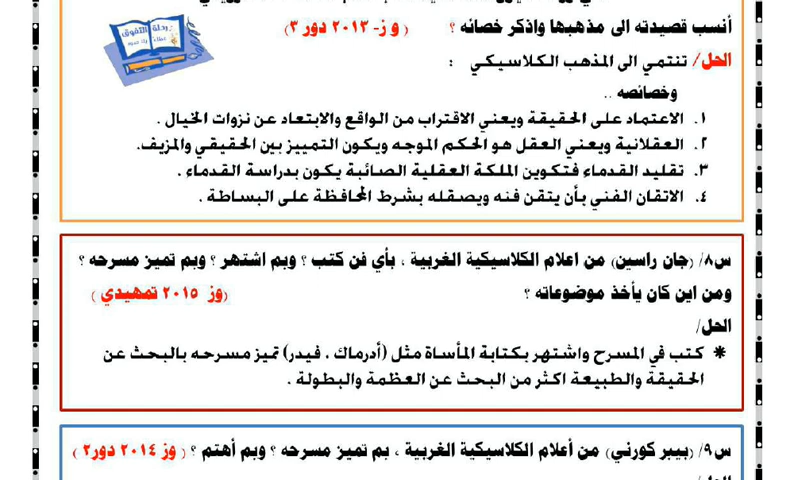 أنسب قصيدته الى مذهبها واذكر خصائه ؟ ( و ز- ٢٠١٣ دور ٣)
رحلة التفوق
الحل/ تنتمي الى المذهب الكلاسيكي :
وخصائصه ..
١. الاعتماد على الحقيقة ويعني الاقتراب من الواقع والابتعاد عن نزوات الخيال .
٢. العقلانية ويعني العقل هو الحكم الموجه ويكون التمييز بين الحقيقي والمزيف.
٣. تقليد القدماء فتكوين الملكة العقلية الصائبة يكون بدراسة القدماء .
٤. الاتقان الفني بأن يتقن فنه ويصقله بشرط المحافظة على البساطة .
س٨/ (جان راسين) من اعلام الكلاسيكية الغربية ، بأي فن كتب ؟ وبم اشتهر ؟ وبم تميز مسرحه ؟
ومن اين كان يأخذ موضوعاته ؟ (وز ٢٠١٥ تمهيدي )
الحل/
* كتب في المسرح واشتهر بكتابة المأساة مثل (أدرماك ، فيدر) تميز مسرحه بالبحث عن
الحقيقة والطبيعة اكثر من البحث عن العظمة والبطولة .
س٩/ (بيير كورني) من أعلام الكلاسيكية الغربية ، بم تميز مسرحه ؟ وبم أهتم ؟ ( وز ٢٠١٤ دور٢ )